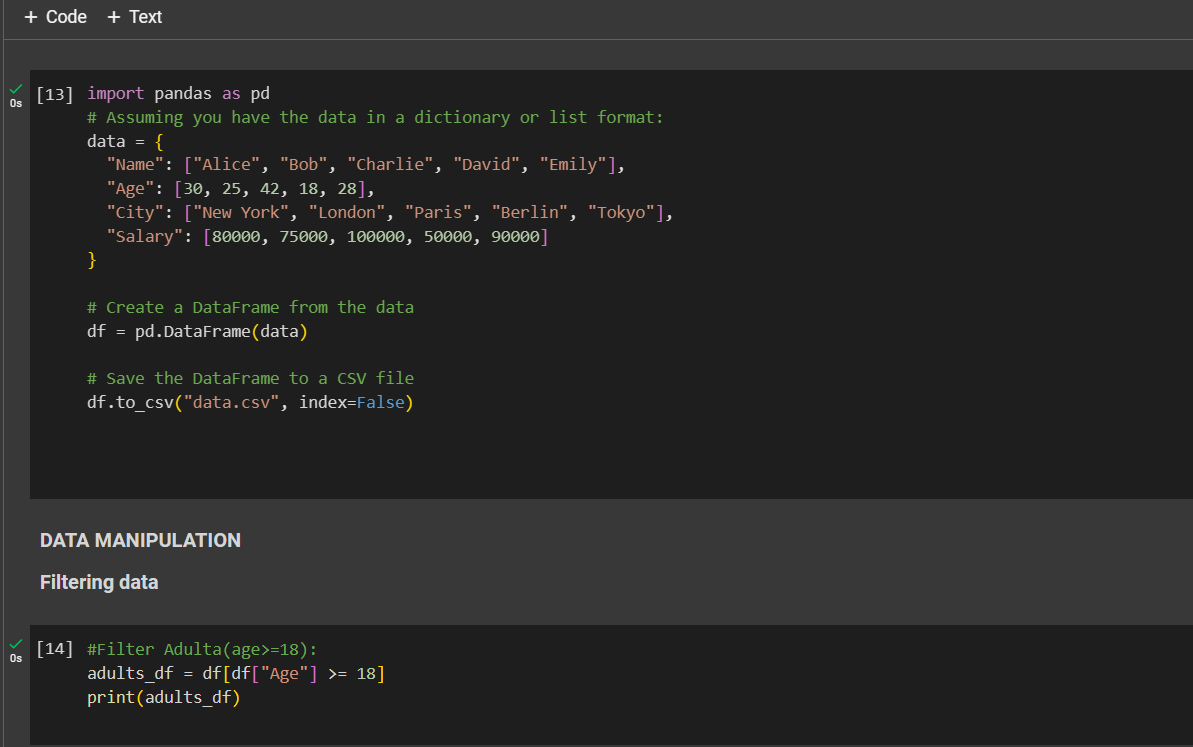 + Code + Text
0s
[13] import pandas as pd
# Assuming you have the data in a dictionary or list format:
data = {
"Name": ["Alice", "Bob", "Charlie", "David", "Emily"],
"Age": [30, 25, 42, 18, 28],
"City": ["New York", "London", "Paris", "Berlin", "Tokyo"],
"Salary": [80000, 75000, 100000, 50000, 90000]
}
# Create a DataFrame from the data
df = pd.DataFrame(data)
# Save the DataFrame to a CSV file
df.to_csv("data.csv", index=False)
DATA MANIPULATION
Filtering data
0s
[14] #Filter Adulta(age>=18):
adults_df = df[df["Age"] >= 18]
print(adults_df)